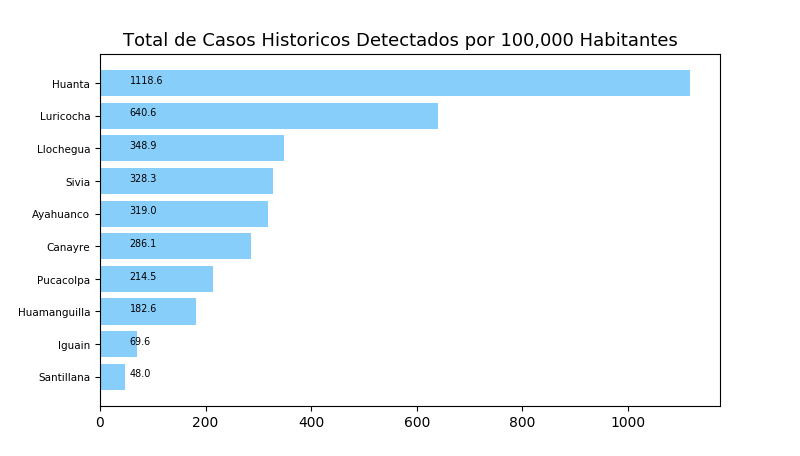 Total de Casos Historicos Detectados por 100,000 Habitantes
Huanta 1118.6
Luricocha 640.6
Llochegua 348.9
Sivia 328.3
Ayahuanco 319.0
Canayre 286.1
Pucacolpa 214.5
Huamanguilla 182.6
Iguain 69.6
Santillana 48.0
0 200 400 600 800 1000